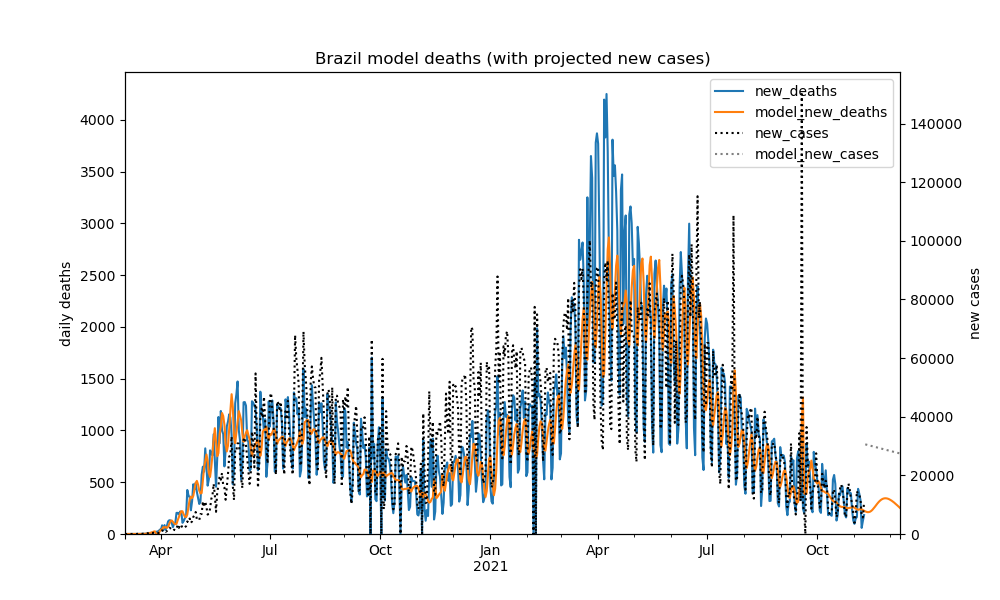 Brazil model deaths (with projected new cases)
new_deaths
model_new_deaths
new_cases
model_new_cases
daily deaths
4000
3500
3000
2500
2000
1500
1000
500
0
140000
120000
100000
80000
60000
40000
20000
0
new cases
Apr
Jul
Oct
Jan
2021
Apr
Jul
Oct